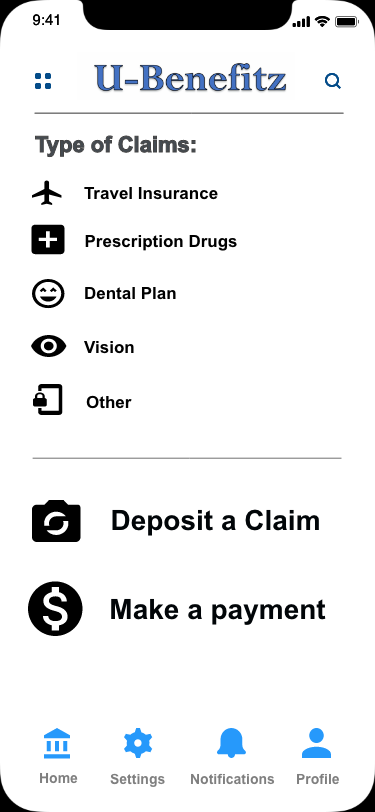 9:41
U-Benefitz
Type of Claims:
Travel Insurance
Prescription Drugs
Dental Plan
Vision
Other
Deposit a Claim
$
Make a payment
Home
Settings
Notifications
Profile